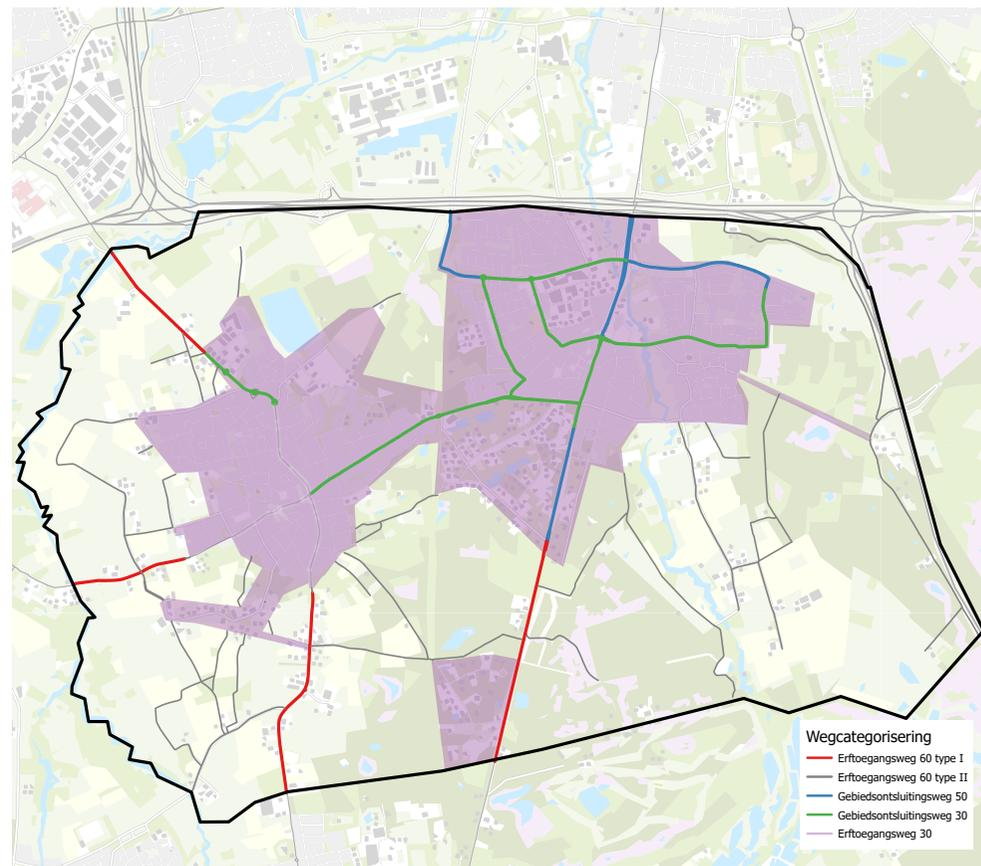 Wegcategorisering
Erftoegangsweg 60 type I
Erftoegangsweg 60 type II
Gebiedsontsluitingsweg 50
Gebiedsontsluitingsweg 30
Erftoegangsweg 30